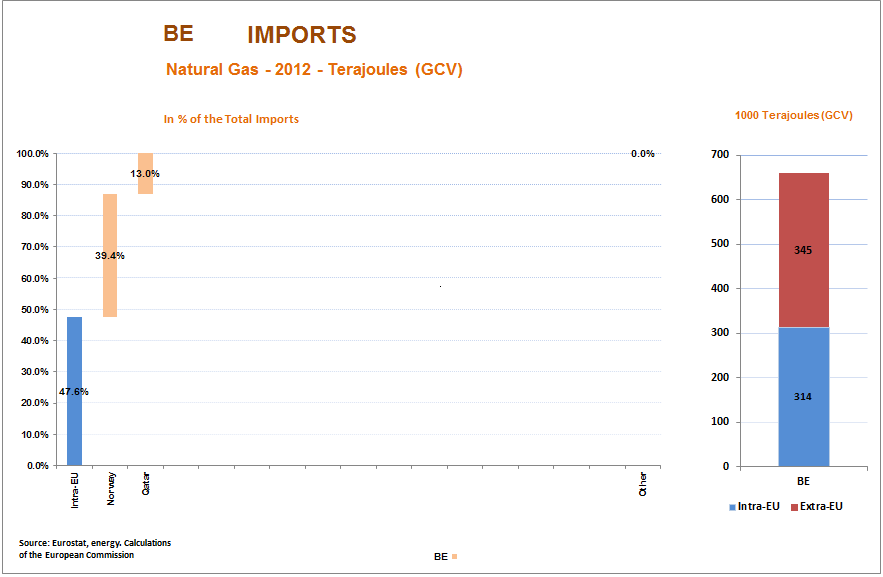 BE IMPORTS
Natural Gas - 2012 - Terajoules (GCV)
In % of the Total Imports
100.0%
90.0%
80.0%
70.0%
60.0%
50.0%
40.0%
30.0%
20.0%
10.0%
0.0%
47.6%
39.4%
13.0%
0.0%
Intra-EU
Norway
Qatar
Other
BE
1000 Terajoules(GCV)
700
600
500
400
300
200
100
0
345
314
BE
Intra-EU Extra-EU
Source: Eurostat, energy. Calculations
of the European Commission